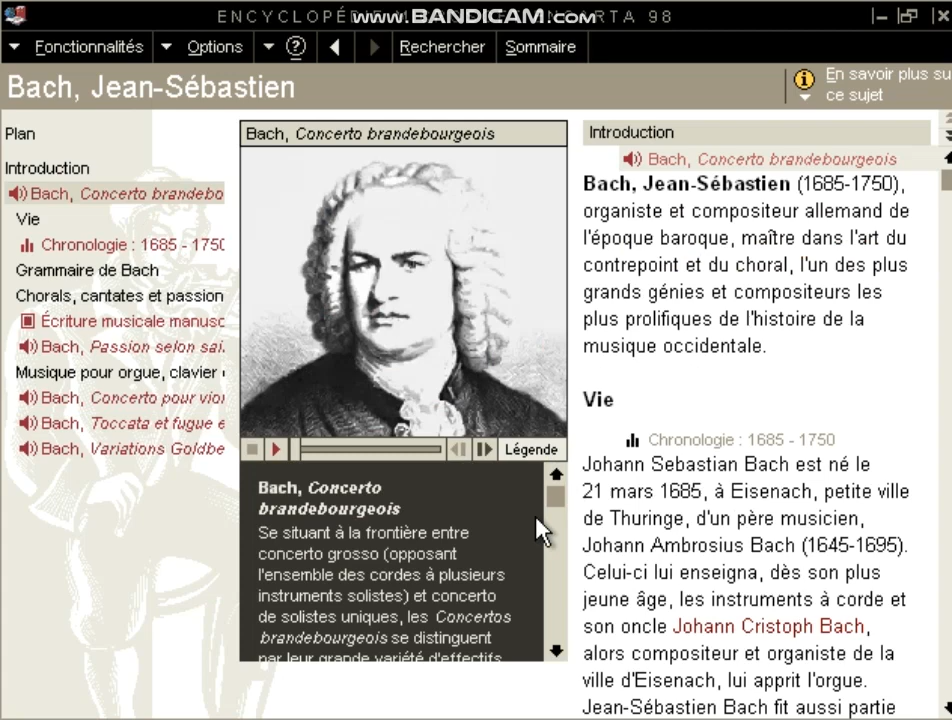 ENCYCLOPÉDIE
www.BANDICAM.com
ARTA 98
Fonctionnalités Options ? Rechercher Sommaire
Bach, Jean-Sébastien
En savoir plus su
ce sujet
Plan
Introduction
Bach, Concerto brandebo
Vie
Chronologie : 1685 - 1750
Grammaire de Bach
Chorals, cantates et passion
Écriture musicale manusc
Bach, Passion selon sai.
Musique pour orgue, clavier
Bach, Concerto pour vior
Bach, Toccata et fugue e
Bach, Variations Goldbe
Bach, Concerto brandebourgeois
Légende
Bach, Concerto
brandebourgeois
Se situant à la frontière entre
concerto grosso (opposant
l'ensemble des cordes à plusieurs
instruments solistes) et concerto
de solistes uniques, les Concertos
brandebourgeois se distinguent
par leur grande variété d'effectifs
Introduction
Bach, Concerto brandebourgeois
Bach, Jean-Sébastien (1685-1750),
organiste et compositeur allemand de
l'époque baroque, maître dans l'art du
contrepoint et du choral, l'un des plus
grands génies et compositeurs les
plus prolifiques de l'histoire de la
musique occidentale.
Vie
Chronologie : 1685 - 1750
Johann Sebastian Bach est né le
21 mars 1685, à Eisenach, petite ville
de Thuringe, d'un père musicien,
Johann Ambrosius Bach (1645-1695).
Celui-ci lui enseigna, dès son plus
jeune âge, les instruments à corde et
son oncle Johann Cristoph Bach,
alors compositeur et organiste de la
ville d'Eisenach, lui apprit l'orgue.
Jean-Sébastien Bach fit aussi partie